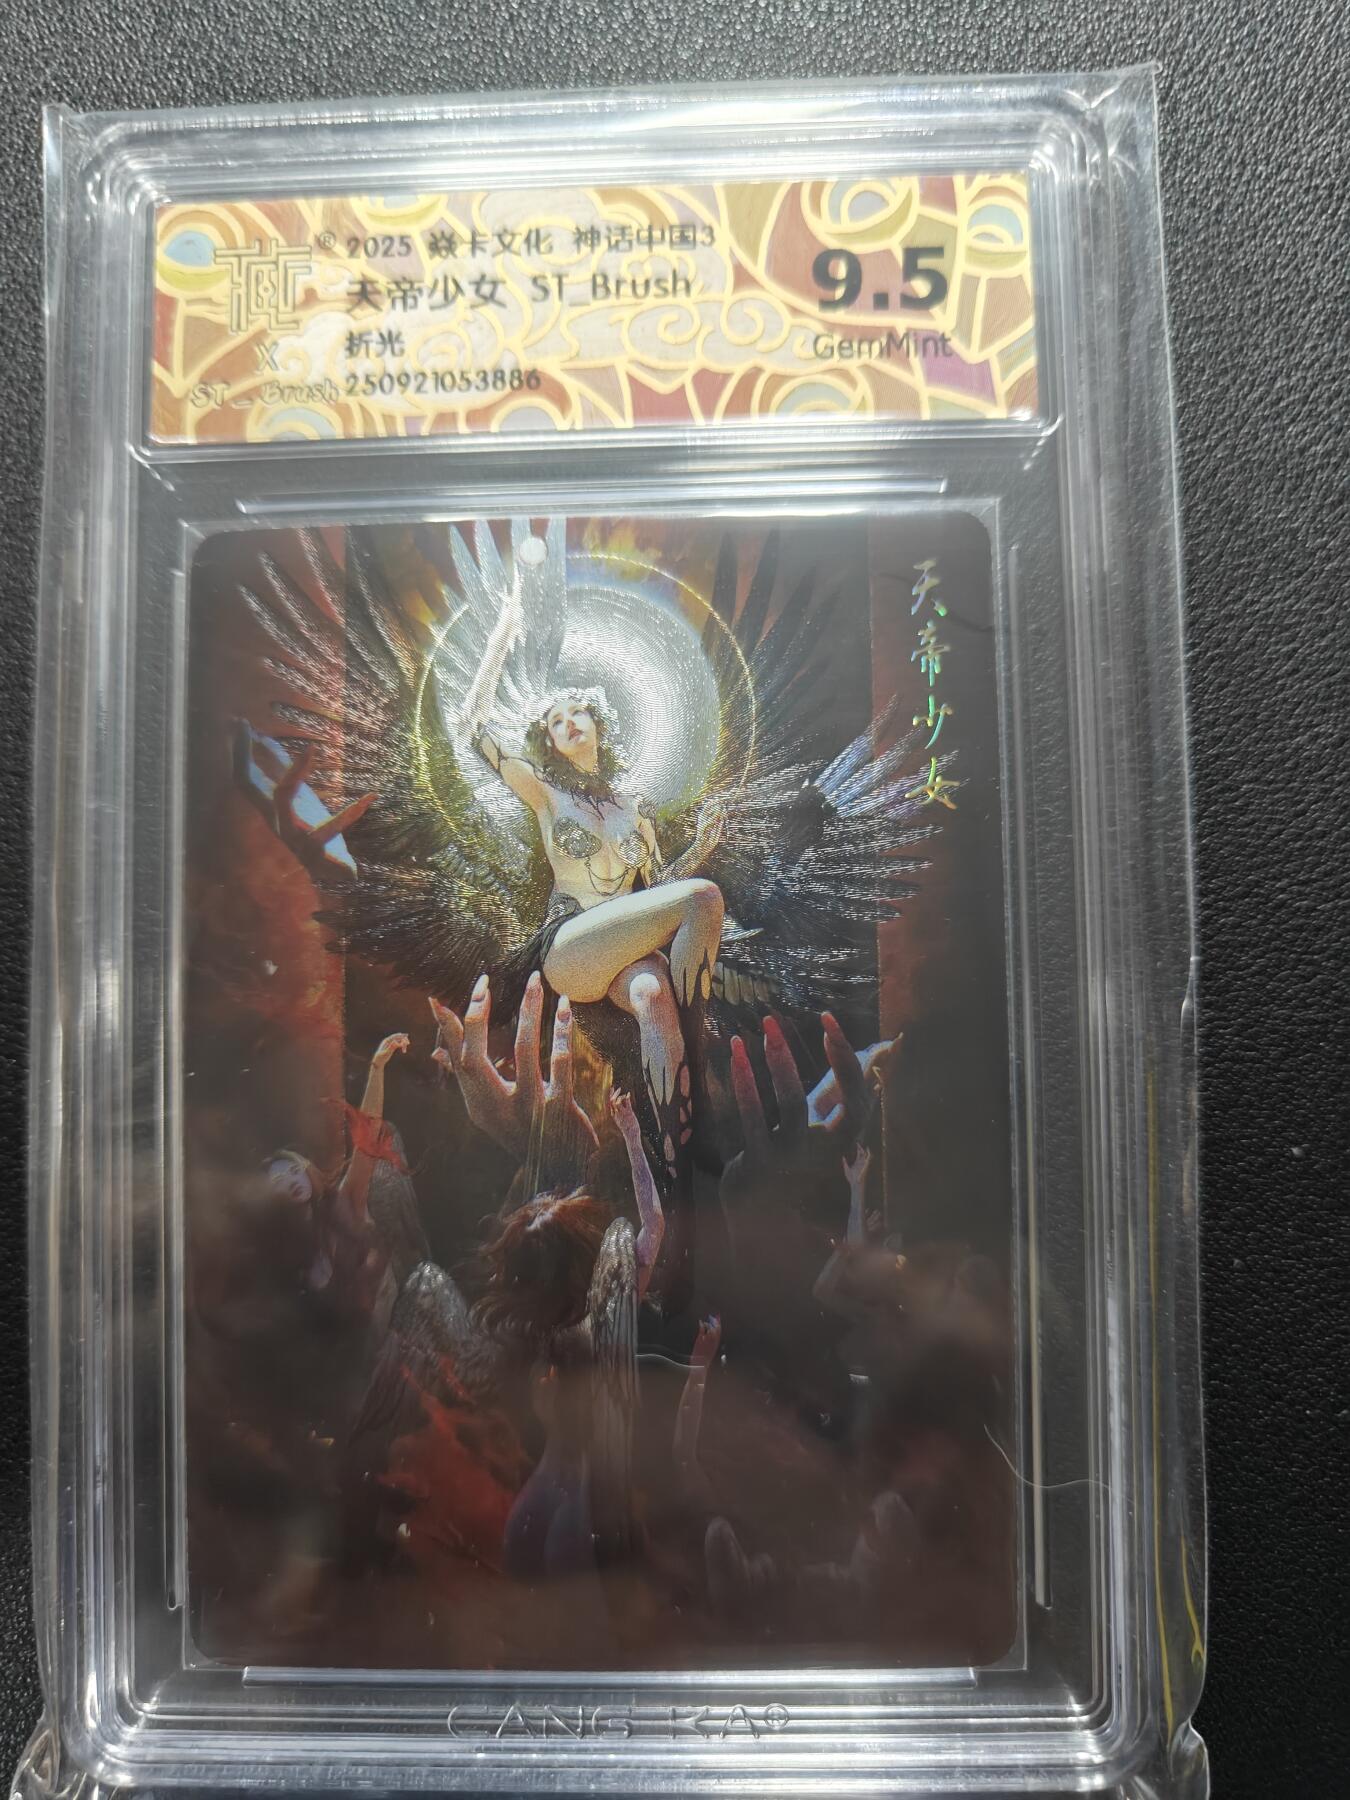 藏® 2025 焱卡文化 神话中国3
天帝少女 ST_Brush
折光
X
ST_Brush 250921053886
9.5
GemMint
天帝少女
CANG KA®